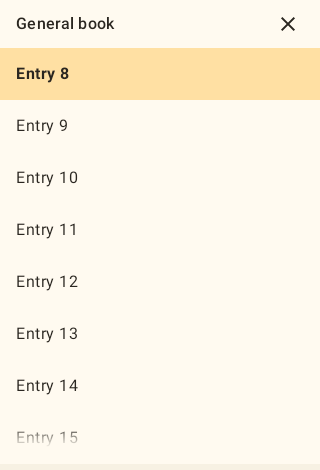 General book
Entry 8
Entry 9
Entry 10
Entry 11
Entry 12
Entry 13
Entry 14
Entry 15